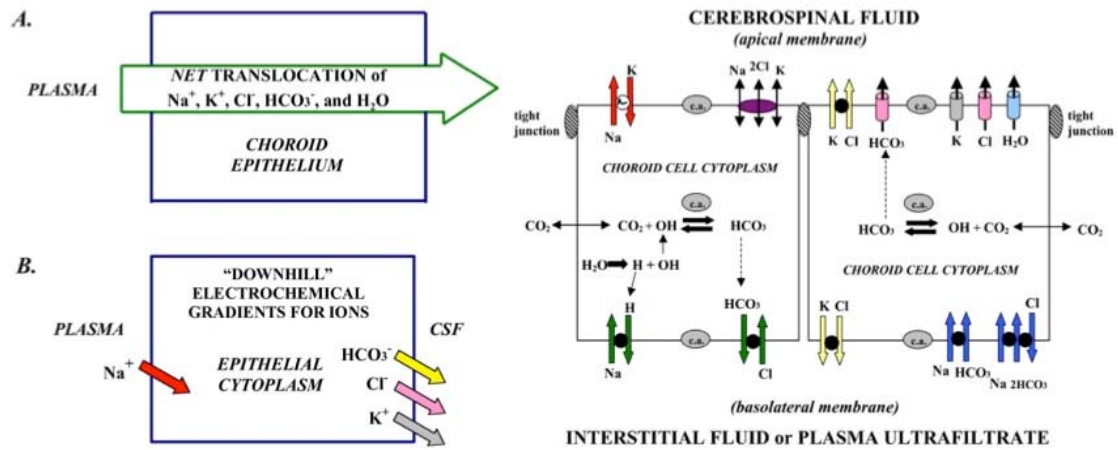 A.
PLASMA
NET TRANSLOCATION of
Na⁺, K⁺, Cl⁻, HCO₃⁻, and H₂O
CHOROID
EPITHELIUM
B.
"DOWNHILL"
ELECTROCHEMICAL
GRADIENTS FOR IONS
PLASMA
CSF
Na⁺
EPITHELIAL
CYTOPLASM
HCO₃⁻
Cl⁻
K⁺
CEREBROSPINAL FLUID
(apical membrane)
K
Na 2Cl K
c.a.
c.a.
tight
junction
tight
junction
Na
K Cl
HCO₃
K
Cl
H₂O
CHOROID CELL CYTOPLASM
c.a.
c.a.
CO₂
CO₂ + OH
HCO₃
HCO₃
OH + CO₂
CO₂
H₂O
H + OH
CHOROID CELL CYTOPLASM
H
HCO₃
K Cl
Cl
c.a.
c.a.
Na
Cl
Na HCO₃
Na 2HCO₃
(basolateral membrane)
INTERSTITIAL FLUID or PLASMA ULTRAFILTRATE